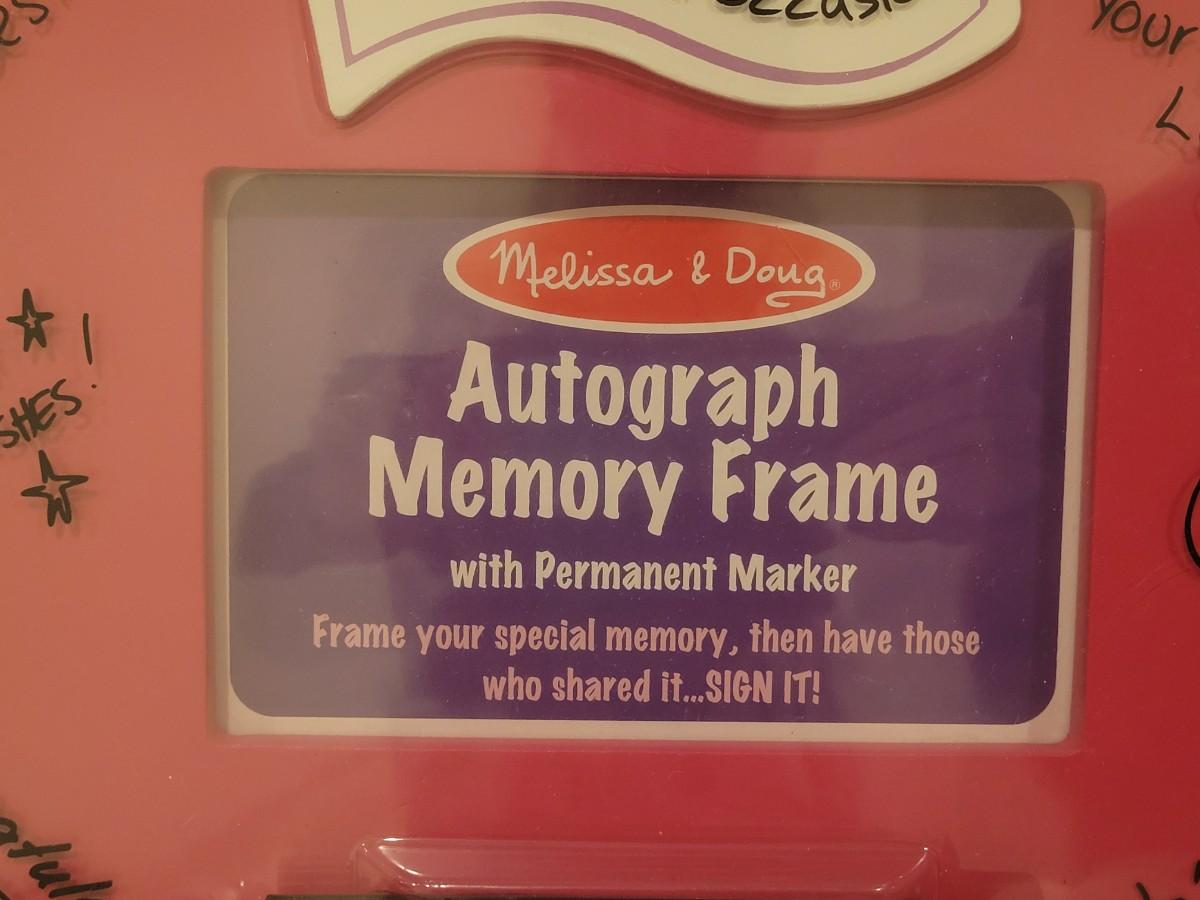 your
Melissa & Doug®
Autograph
Memory Frame
with Permanent Marker
Frame your special memory, then have those
who shared it...SIGN IT!